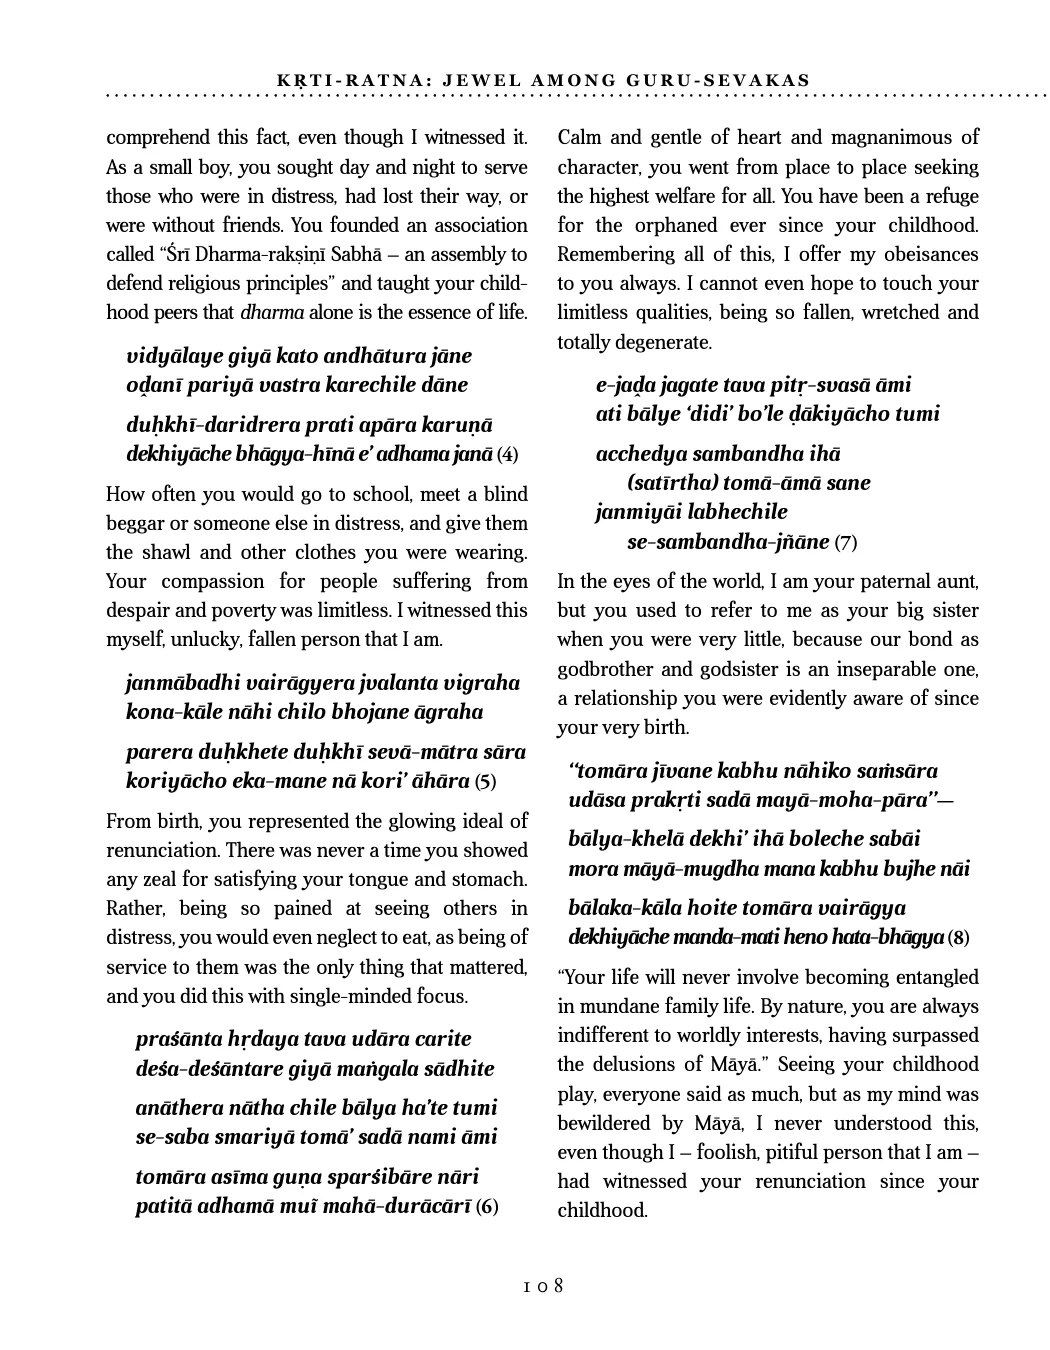 KṚTI-RATNA: JEWEL AMONG GURU-SEVAKAS
comprehend this fact, even though I witnessed it.
As a small boy, you sought day and night to serve
those who were in distress, had lost their way, or
were without friends. You founded an association
called “Śrī Dharma-rakṣiṇī Sabhā – an assembly to
defend religious principles” and taught your child-
hood peers that dharma alone is the essence of life.
vidyālaye giyā kato andhātura jāne
oḓanī pariyā vastra karechile dāne
duḥkhī-daridrera prati apāra karuṇā
dekhiyāche bhāgya-hīnā e’ adhama janā (4)
How often you would go to school, meet a blind
beggar or someone else in distress, and give them
the shawl and other clothes you were wearing.
Your compassion for people suffering from
despair and poverty was limitless. I witnessed this
myself, unlucky, fallen person that I am.
janmābadhi vairāgyera jvalanta vigraha
kona-kāle nāhi chilo bhojane āgraha
parera duḥkhete duḥkhī sevā-mātra sāra
koriyācho eka-mane nā kori’ āhāra (5)
From birth, you represented the glowing ideal of
renunciation. There was never a time you showed
any zeal for satisfying your tongue and stomach.
Rather, being so pained at seeing others in
distress, you would even neglect to eat, as being of
service to them was the only thing that mattered,
and you did this with single-minded focus.
praśānta hṛdaya tava udāra carite
deśa-deśāntare giyā maṅgala sādhite
anāthera nātha chile bālya ha’te tumi
se-saba smariyā tomā’ sadā nami āmi
tomāra asīma guṇa sparśibāre nāri
patitā adhamā muĩ mahā-durācārī (6)
Calm and gentle of heart and magnanimous of
character, you went from place to place seeking
the highest welfare for all. You have been a refuge
for the orphaned ever since your childhood.
Remembering all of this, I offer my obeisances
to you always. I cannot even hope to touch your
limitless qualities, being so fallen, wretched and
totally degenerate.
e-jaḓa jagate tava pitṛ-svasā āmi
ati bālye ‘didi’ bo’le ḍākiyācho tumi
acchedya sambandha ihā
(satīrtha) tomā-āmā sane
janmiyāi labhechile
se-sambandha-jñāne (7)
In the eyes of the world, I am your paternal aunt,
but you used to refer to me as your big sister
when you were very little, because our bond as
godbrother and godsister is an inseparable one,
a relationship you were evidently aware of since
your very birth.
“tomāra jīvane kabhu nāhiko saṁsāra
udāsa prakṛti sadā mayā-moha-pāra”—
bālya-khelā dekhi’ ihā boleche sabāi
mora māyā-mugdha mana kabhu bujhe nāi
bālaka-kāla hoite tomāra vairāgya
dekhiyāche manda-mati heno hata-bhāgya (8)
“Your life will never involve becoming entangled
in mundane family life. By nature, you are always
indifferent to worldly interests, having surpassed
the delusions of Māyā.” Seeing your childhood
play, everyone said as much, but as my mind was
bewildered by Māyā, I never understood this,
even though I – foolish, pitiful person that I am –
had witnessed your renunciation since your
childhood.
108